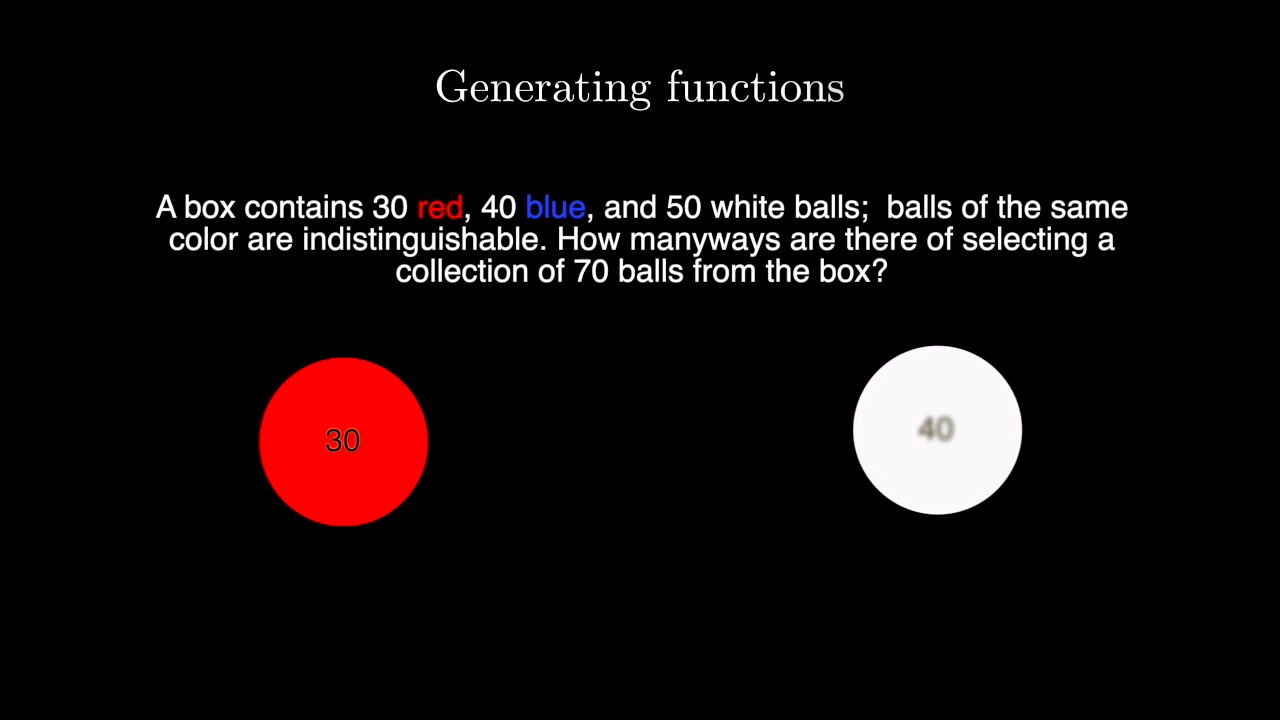 Generating functions
A box contains 30 red, 40 blue, and 50 white balls;  balls of the same
color are indistinguishable. How manyways are there of selecting a
collection of 70 balls from the box?
30
40